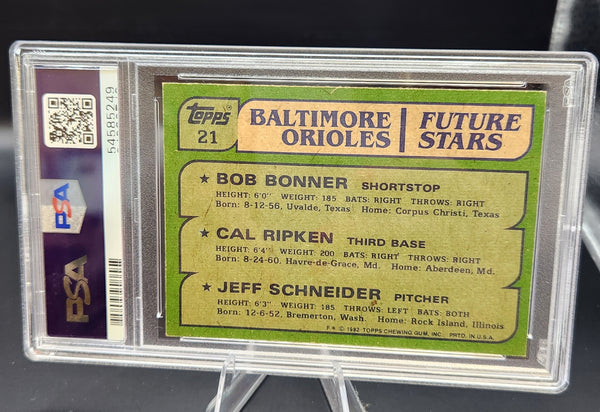 54585249
PSA
PSA
Topps ®
21
BALTIMORE
ORIOLES
FUTURE
STARS
★ BOB BONNER SHORTSTOP
HEIGHT: 6'0" WEIGHT: 185 BATS: RIGHT THROWS: RIGHT
Born: 8-12-56, Uvalde, Texas Home: Corpus Christi, Texas
★ CAL RIPKEN THIRD BASE
HEIGHT: 6'4" WEIGHT: 200 BATS: RIGHT THROWS: RIGHT
Born: 8-24-60, Havre-de-Grace, Md. Home: Aberdeen, Md.
★ JEFF SCHNEIDER PITCHER
HEIGHT: 6'3" WEIGHT: 185 THROWS: LEFT BATS: BOTH
Born: 12-6-52, Bremerton, Wash. Home: Rock Island, Illinois
© 1982 TOPPS CHEWING GUM, INC. PRTD. IN U.S.A.